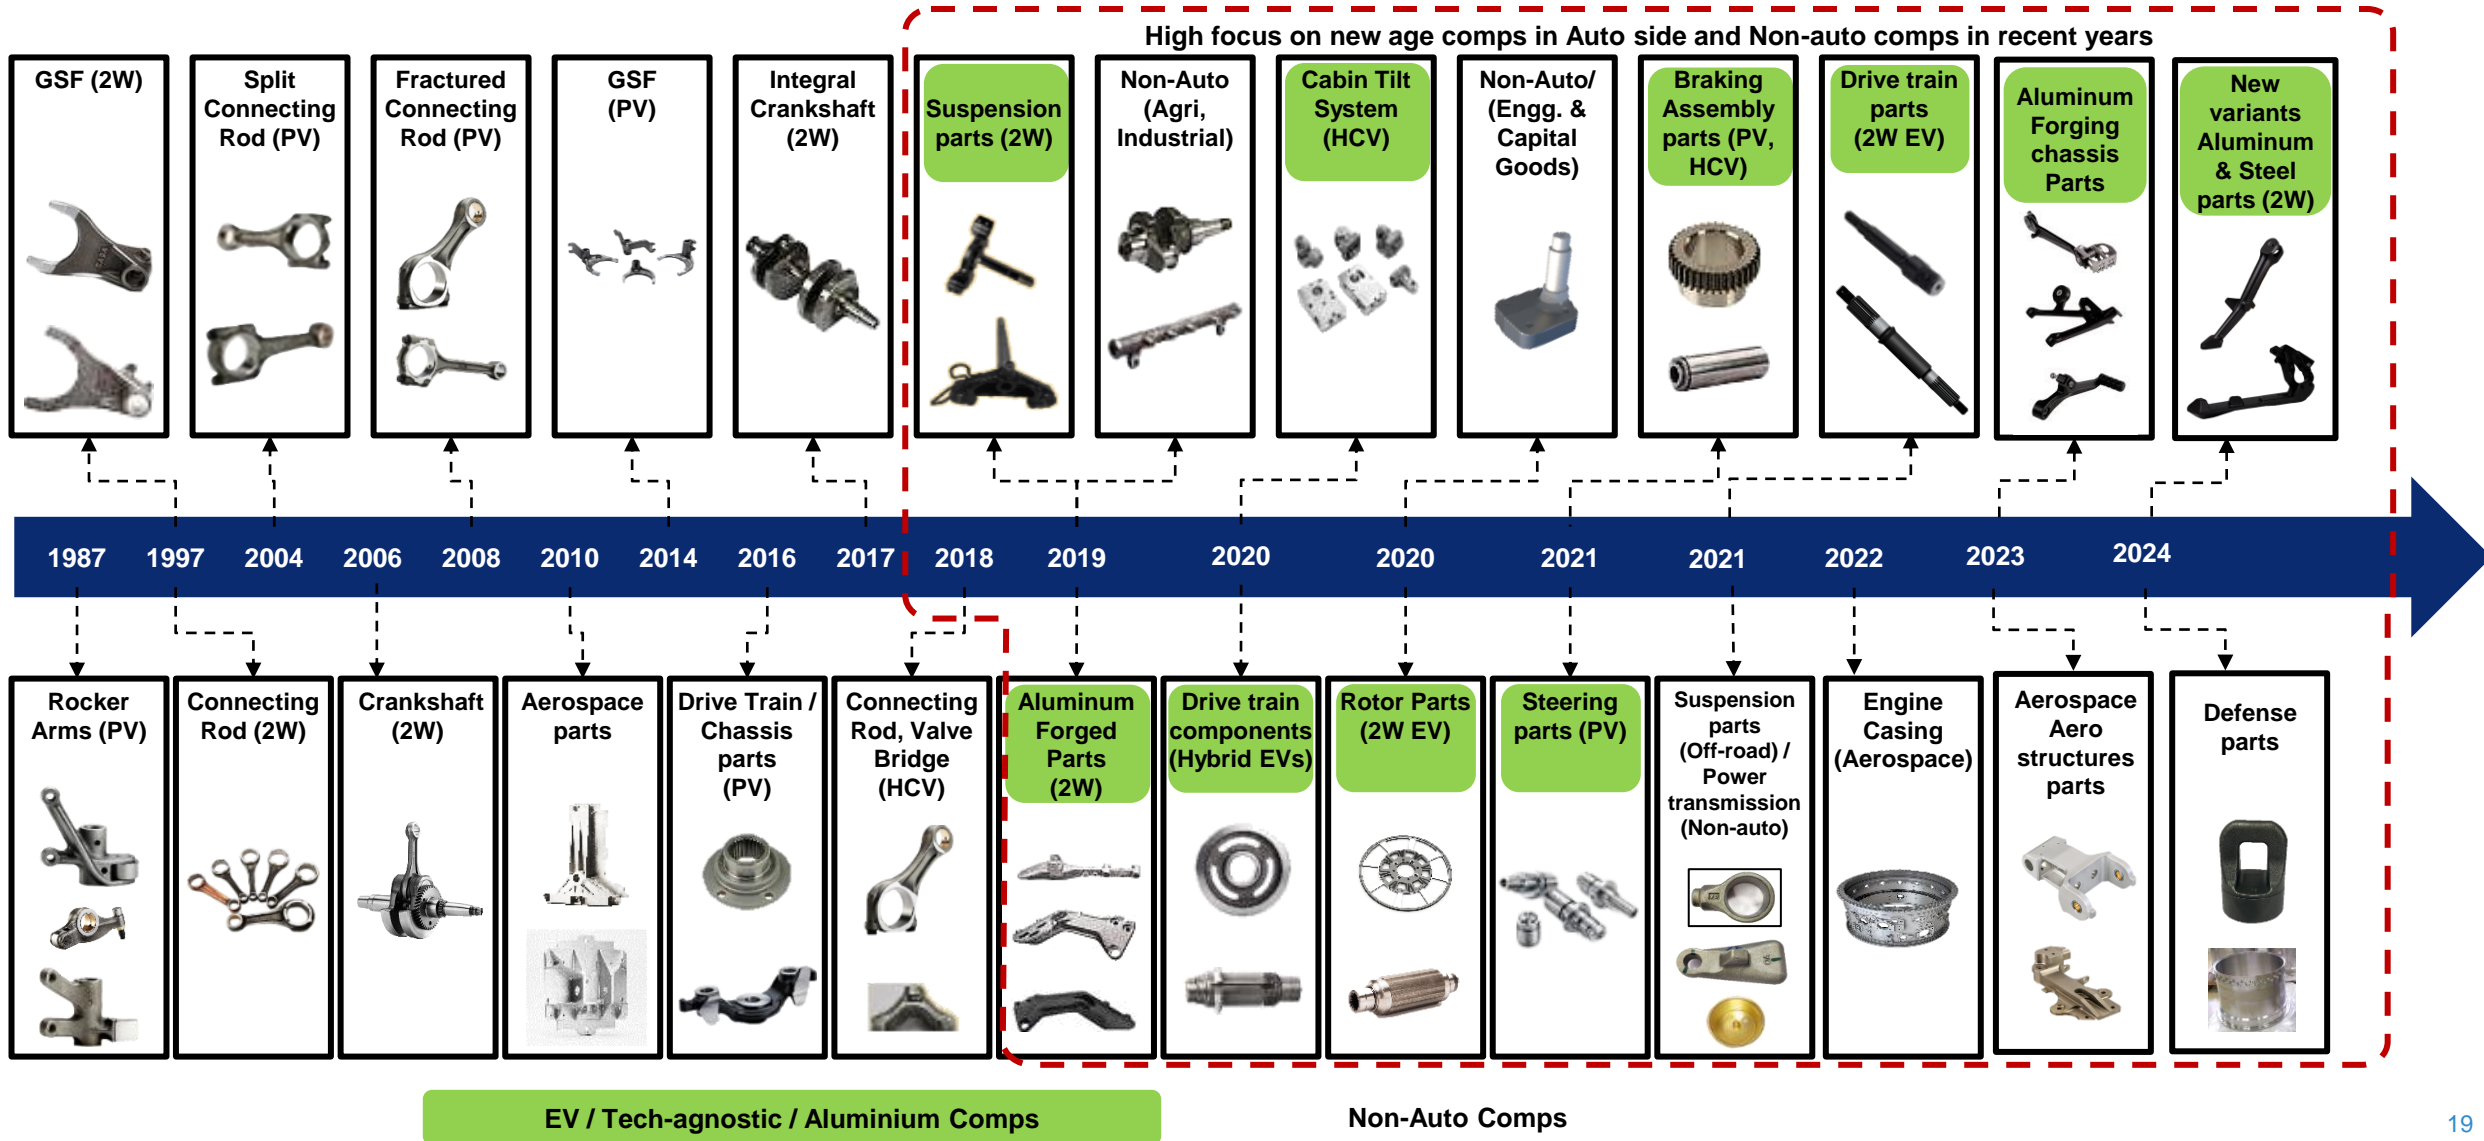 High focus on new age comps in Auto side and Non-auto comps in recent years
GSF (2W)
Split
Connecting
Rod (PV)
Fractured
Connecting
Rod (PV)
GSF
(PV)
Integral
Crankshaft
(2W)
Suspension
parts (2W)
Non-Auto
(Agri,
Industrial)
Cabin Tilt
System
(HCV)
Non-Auto/
(Engg. &
Capital
Goods)
Braking
Assembly
parts (PV,
HCV)
Drive train
parts
(2W EV)
Aluminum
Forging
chassis
Parts
New
variants
Aluminum
& Steel
parts (2W)
1987
1997
2004
2006
2008
2010
2014
2016
2017
2018
2019
2020
2020
2021
2021
2022
2023
2024
Rocker
Arms (PV)
Connecting
Rod (2W)
Crankshaft
(2W)
Aerospace
parts
Drive Train /
Chassis
parts
(PV)
Connecting
Rod, Valve
Bridge
(HCV)
Aluminum
Forged
Parts
(2W)
Drive train
components
(Hybrid EVs)
Rotor Parts
(2W EV)
Steering
parts (PV)
Suspension
parts
(Off-road) /
Power
transmission
(Non-auto)
Engine
Casing
(Aerospace)
Aerospace
Aero
structures
parts
Defense
parts
EV / Tech-agnostic / Aluminium Comps
Non-Auto Comps
19